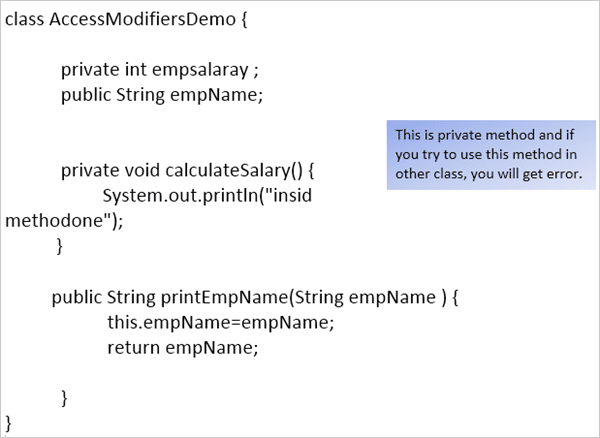 class AccessModifiersDemo {
private int empsalaray ;
public String empName;
This is private method and if
you try to use this method in
other class, you will get error.
private void calculateSalary() {
System.out.println("insid
methodone");
}
public String printEmpName(String empName ) {
this.empName=empName;
return empName;
}
}